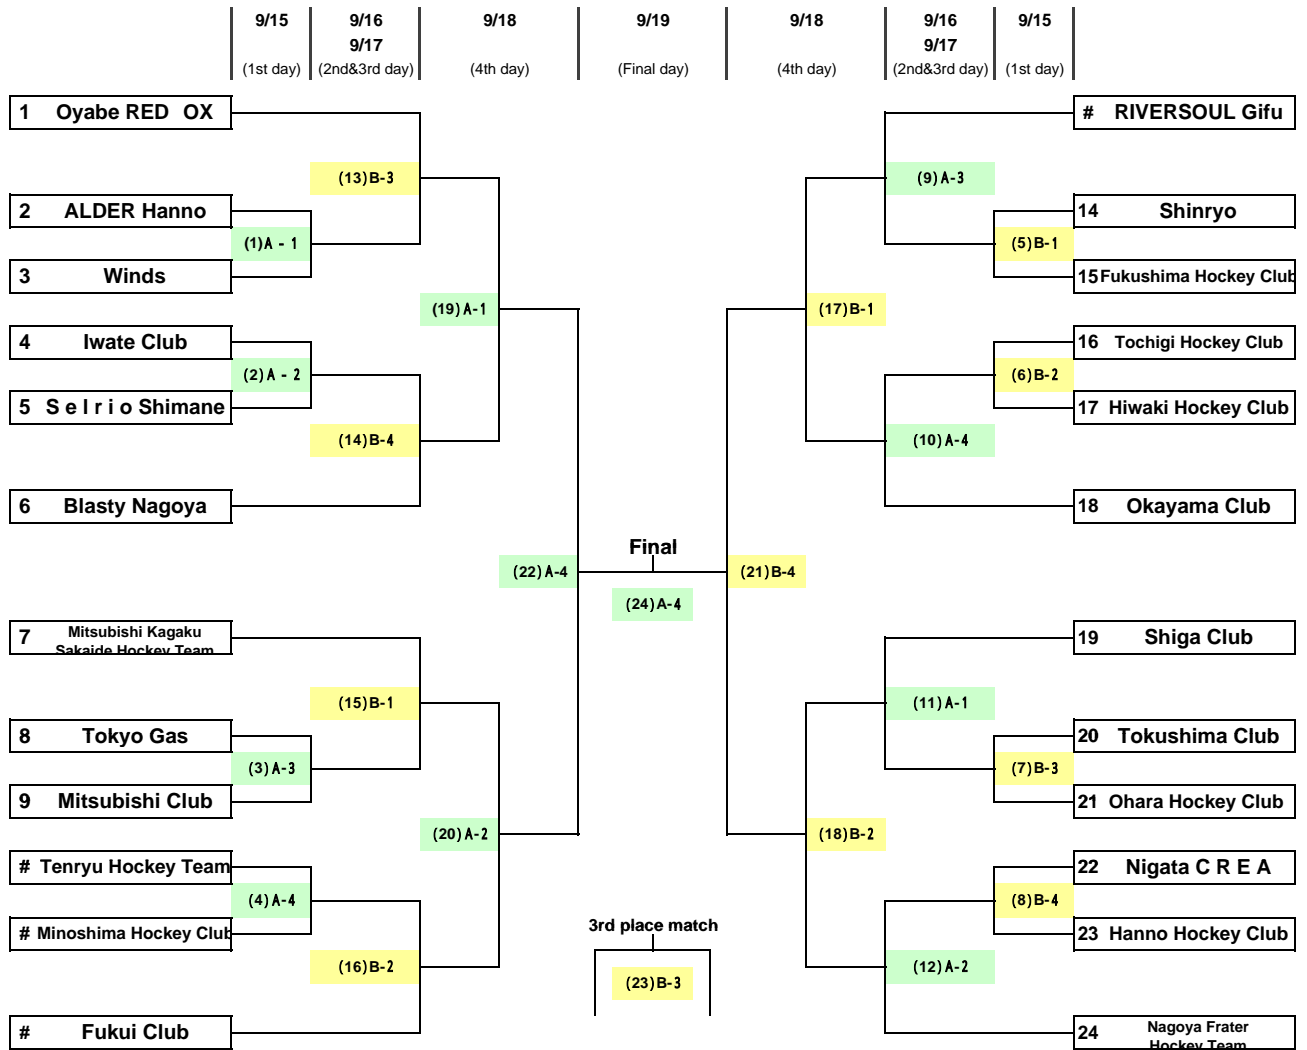 9/15 9/16 9/18 9/19 9/18 9/16 9/15
9/17 9/17
(1st day) (2nd&3rd day) (4th day) (Final day) (4th day) (2nd&3rd day) (1st day)
1 Oyabe RED OX # RIVERSOUL Gifu
(13)B-3 (9)A-3
2 ALDER Hanno 14 Shinryo
(1)A - 1 (5)B-1
3 Winds 15 Fukushima Hockey Club
(19)A-1 (17)B-1
4 Iwate Club 16 Tochigi Hockey Club
(2)A - 2 (6)B-2
5 S e l r i o Shimane 17 Hiwaki Hockey Club
(14)B-4 (10)A-4
6 Blasty Nagoya 18 Okayama Club
Final
(22)A-4 (21)B-4
(24)A-4
7 Mitsubishi Kagaku 19 Shiga Club
Sakaide Hockey Team
(15)B-1 (11)A-1
8 Tokyo Gas 20 Tokushima Club
(3)A-3 (7)B-3
9 Mitsubishi Club 21 Ohara Hockey Club
(20)A-2 (18)B-2
# Tenryu Hockey Team 22 Nigata C R E A
(4)A-4 (8)B-4
# Minoshima Hockey Club 23 Hanno Hockey Club
3rd place match
(16)B-2 (12)A-2
(23)B-3
# Fukui Club 24 Nagoya Frater
Hockey Team